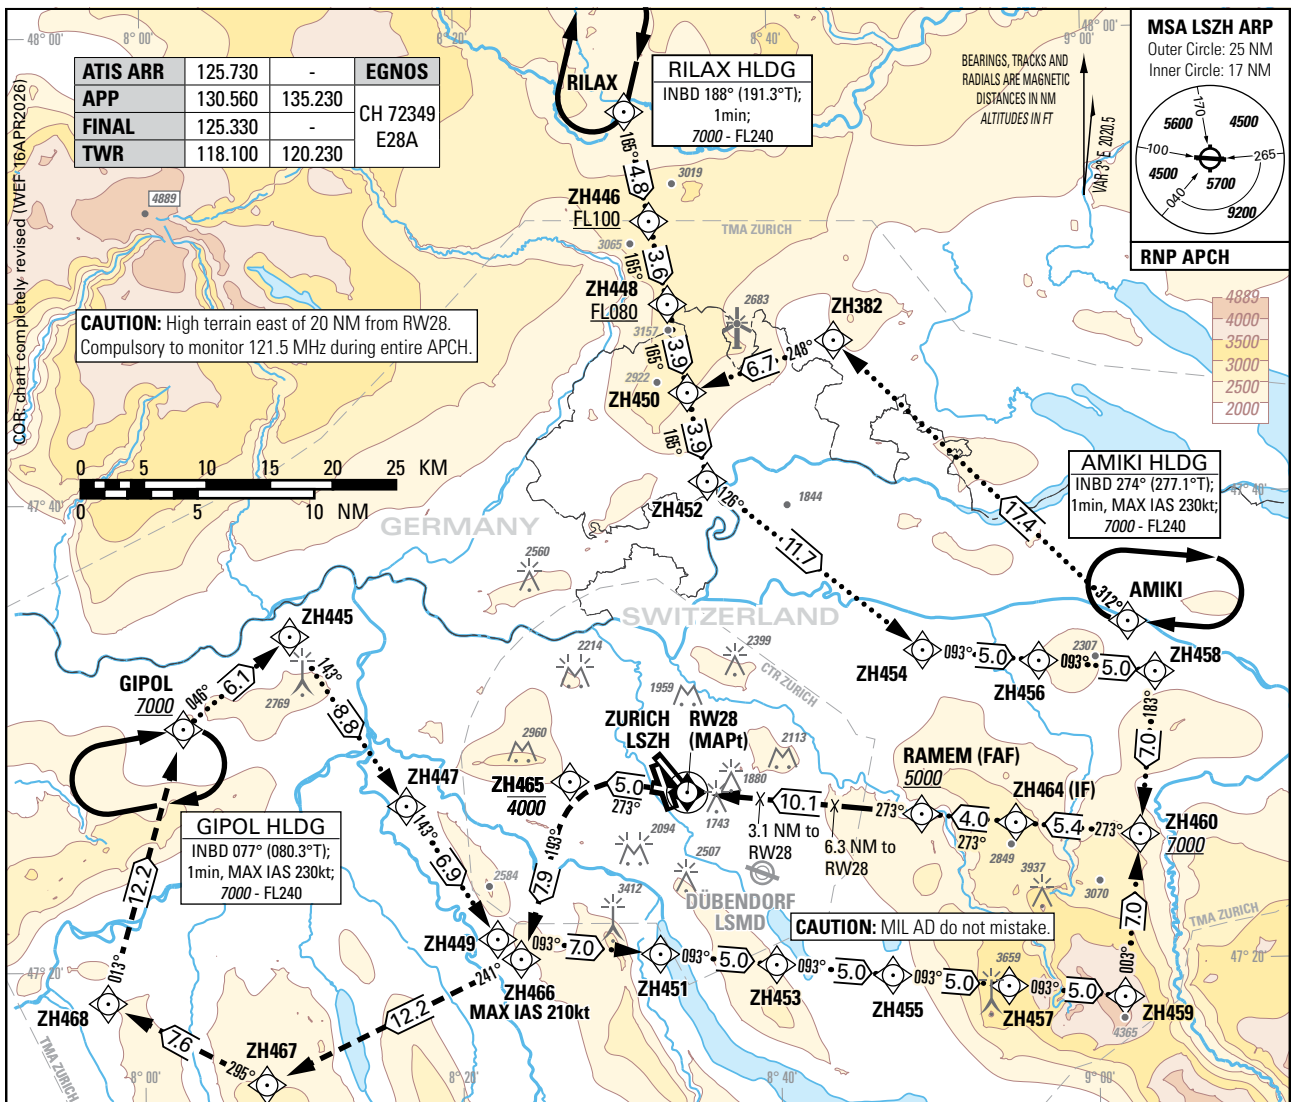 48° 00'
8° 00'
8° 20'
8° 40'
9° 00'
48° 00'
COR: chart completely revised (WEF 16APR2026)
ATIS ARR 125.730 - EGNOS
APP 130.560 135.230 CH 72349
FINAL 125.330 - E28A
TWR 118.100 120.230
RILAX
RILAX HLDG
INBD 188° (191.3°T);
1min;
7000 - FL240
BEARINGS, TRACKS AND
RADIALS ARE MAGNETIC
DISTANCES IN NM
ALTITUDES IN FT
VAR 3° E 2020.5
MSA LSZH ARP
Outer Circle: 25 NM
Inner Circle: 17 NM
170
5600
4500
100
265
4500
5700
040
9200
RNP APCH
4889
4000
3500
3000
2500
2000
4889
165°
4.8
3019
ZH446
FL100
TMA ZURICH
3065
165°
3.6
ZH448
FL080
2683
ZH382
3157
165°
3.9
248°
6.7
2922
ZH450
CAUTION: High terrain east of 20 NM from RW28.
Compulsory to monitor 121.5 MHz during entire APCH.
0 5 10 15 20 25 KM
0 5 10 NM
165°
3.9
ZH452
126°
1844
11.7
17.4
AMIKI HLDG
INBD 274° (277.1°T);
1min, MAX IAS 230kt;
7000 - FL240
47° 40'
47° 40'
GERMANY
SWITZERLAND
2560
312°
AMIKI
ZH445
2214
2399
CTR ZURICH
ZH454
093°
5.0
ZH456
2307
093°
5.0
ZH458
GIPOL
7000
046°
6.1
143°
2769
8.8
1959
183°
7.0
2960
ZURICH
LSZH
RW28
(MAPt)
2113
RAMEM (FAF)
5000
ZH464 (IF)
ZH447
ZH465
4000
5.0
273°
1880
1743
10.1
273°
4.0
273°
5.4
273°
ZH460
7000
3.1 NM to
RW28
6.3 NM to
RW28
GIPOL HLDG
INBD 077° (080.3°T);
1min, MAX IAS 230kt;
7000 - FL240
143°
6.9
193°
7.9
2094
2507
2849
3937
3070
2584
3412
DÜBENDORF
LSMD
CAUTION: MIL AD do not mistake.
12.2
013°
7.0
003°
TMA ZURICH
47° 20'
47° 20'
ZH449
ZH466
MAX IAS 210kt
241°
12.2
093°
7.0
ZH451
093°
5.0
ZH453
093°
5.0
ZH455
093°
5.0
3659
ZH457
093°
5.0
ZH459
4365
ZH468
7.6
295°
ZH467
TMA ZURICH
8° 00'
8° 20'
8° 40'
9° 00'